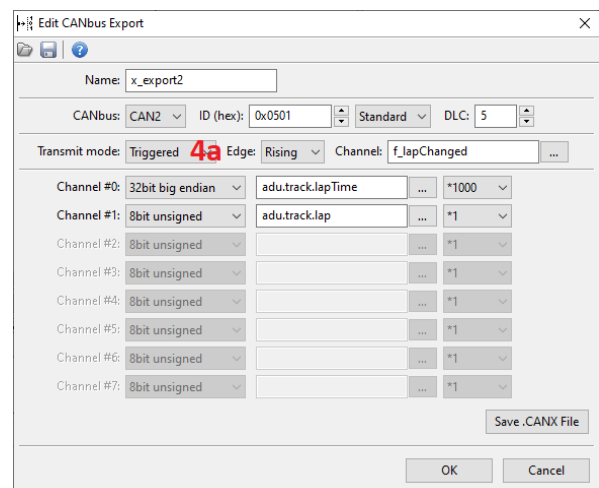 Edit CANbus Export
Name: x_export2
CANbus: CAN2 ID (hex): 0x0501 Standard DLC: 5
Transmit mode: Triggered 4a Edge: Rising Channel: f_lapChanged ...
Channel #0: 32bit big endian adu.track.lapTime ... *1000
Channel #1: 8bit unsigned adu.track.lap ... *1
Channel #2: 8bit unsigned ... *1
Channel #3: 8bit unsigned ... *1
Channel #4: 8bit unsigned ... *1
Channel #5: 8bit unsigned ... *1
Channel #6: 8bit unsigned ... *1
Channel #7: 8bit unsigned ... *1
Save .CANX File
OK Cancel